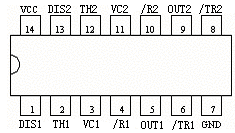 VCC DIS2 TH2 VC2 /R2 OUT2 /TR2
14 13 12 11 10 9 8
1 2 3 4 5 6 7
DIS1 TH1 VC1 /R1 OUT1 /TR1 GND